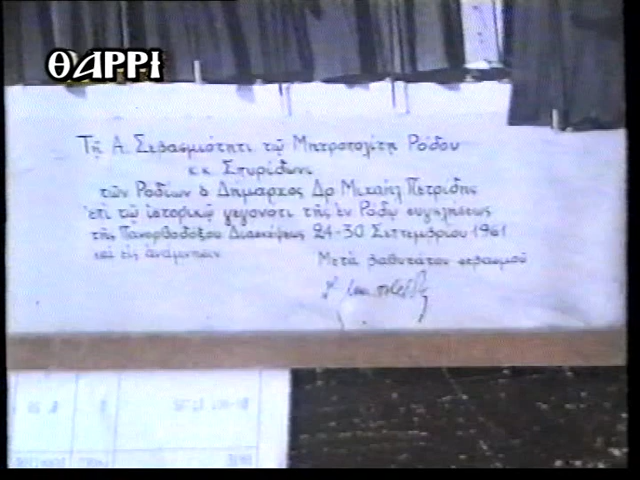 ΘΑΡΡΙ
Τῇ Α. Σεβασμιότητι τῷ Μητροπολίτῃ Ρόδου
κ.κ. Σπυρίδωνι
τῶν Ροδίων ὁ Δήμαρχος Δρ Μιχαήλ Πετρίδης
ἐπὶ τῷ ἱστορικῷ γεγονότι τῆς ἐν Ρόδῳ συγκλήσεως
τῆς Πανορθοδόξου Διασκέψεως 24-30 Σεπτεμβρίου 1961
καὶ εἰς ἀνάμνησιν
Μετὰ βαθυτάτου σεβασμοῦ